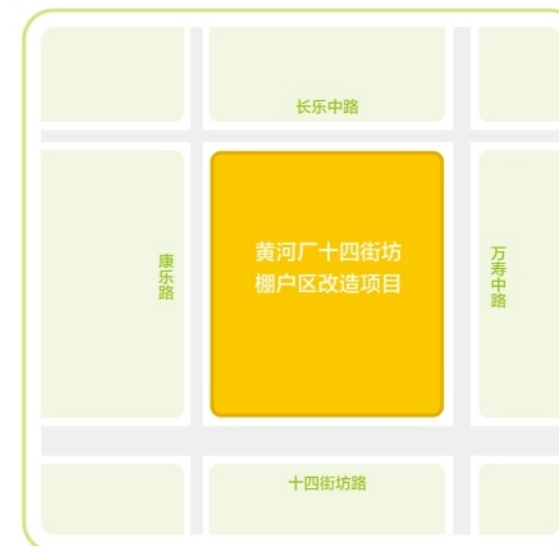 长乐中路
黄河厂十四街坊
棚户区改造项目
康乐路
万寿中路
十四街坊路